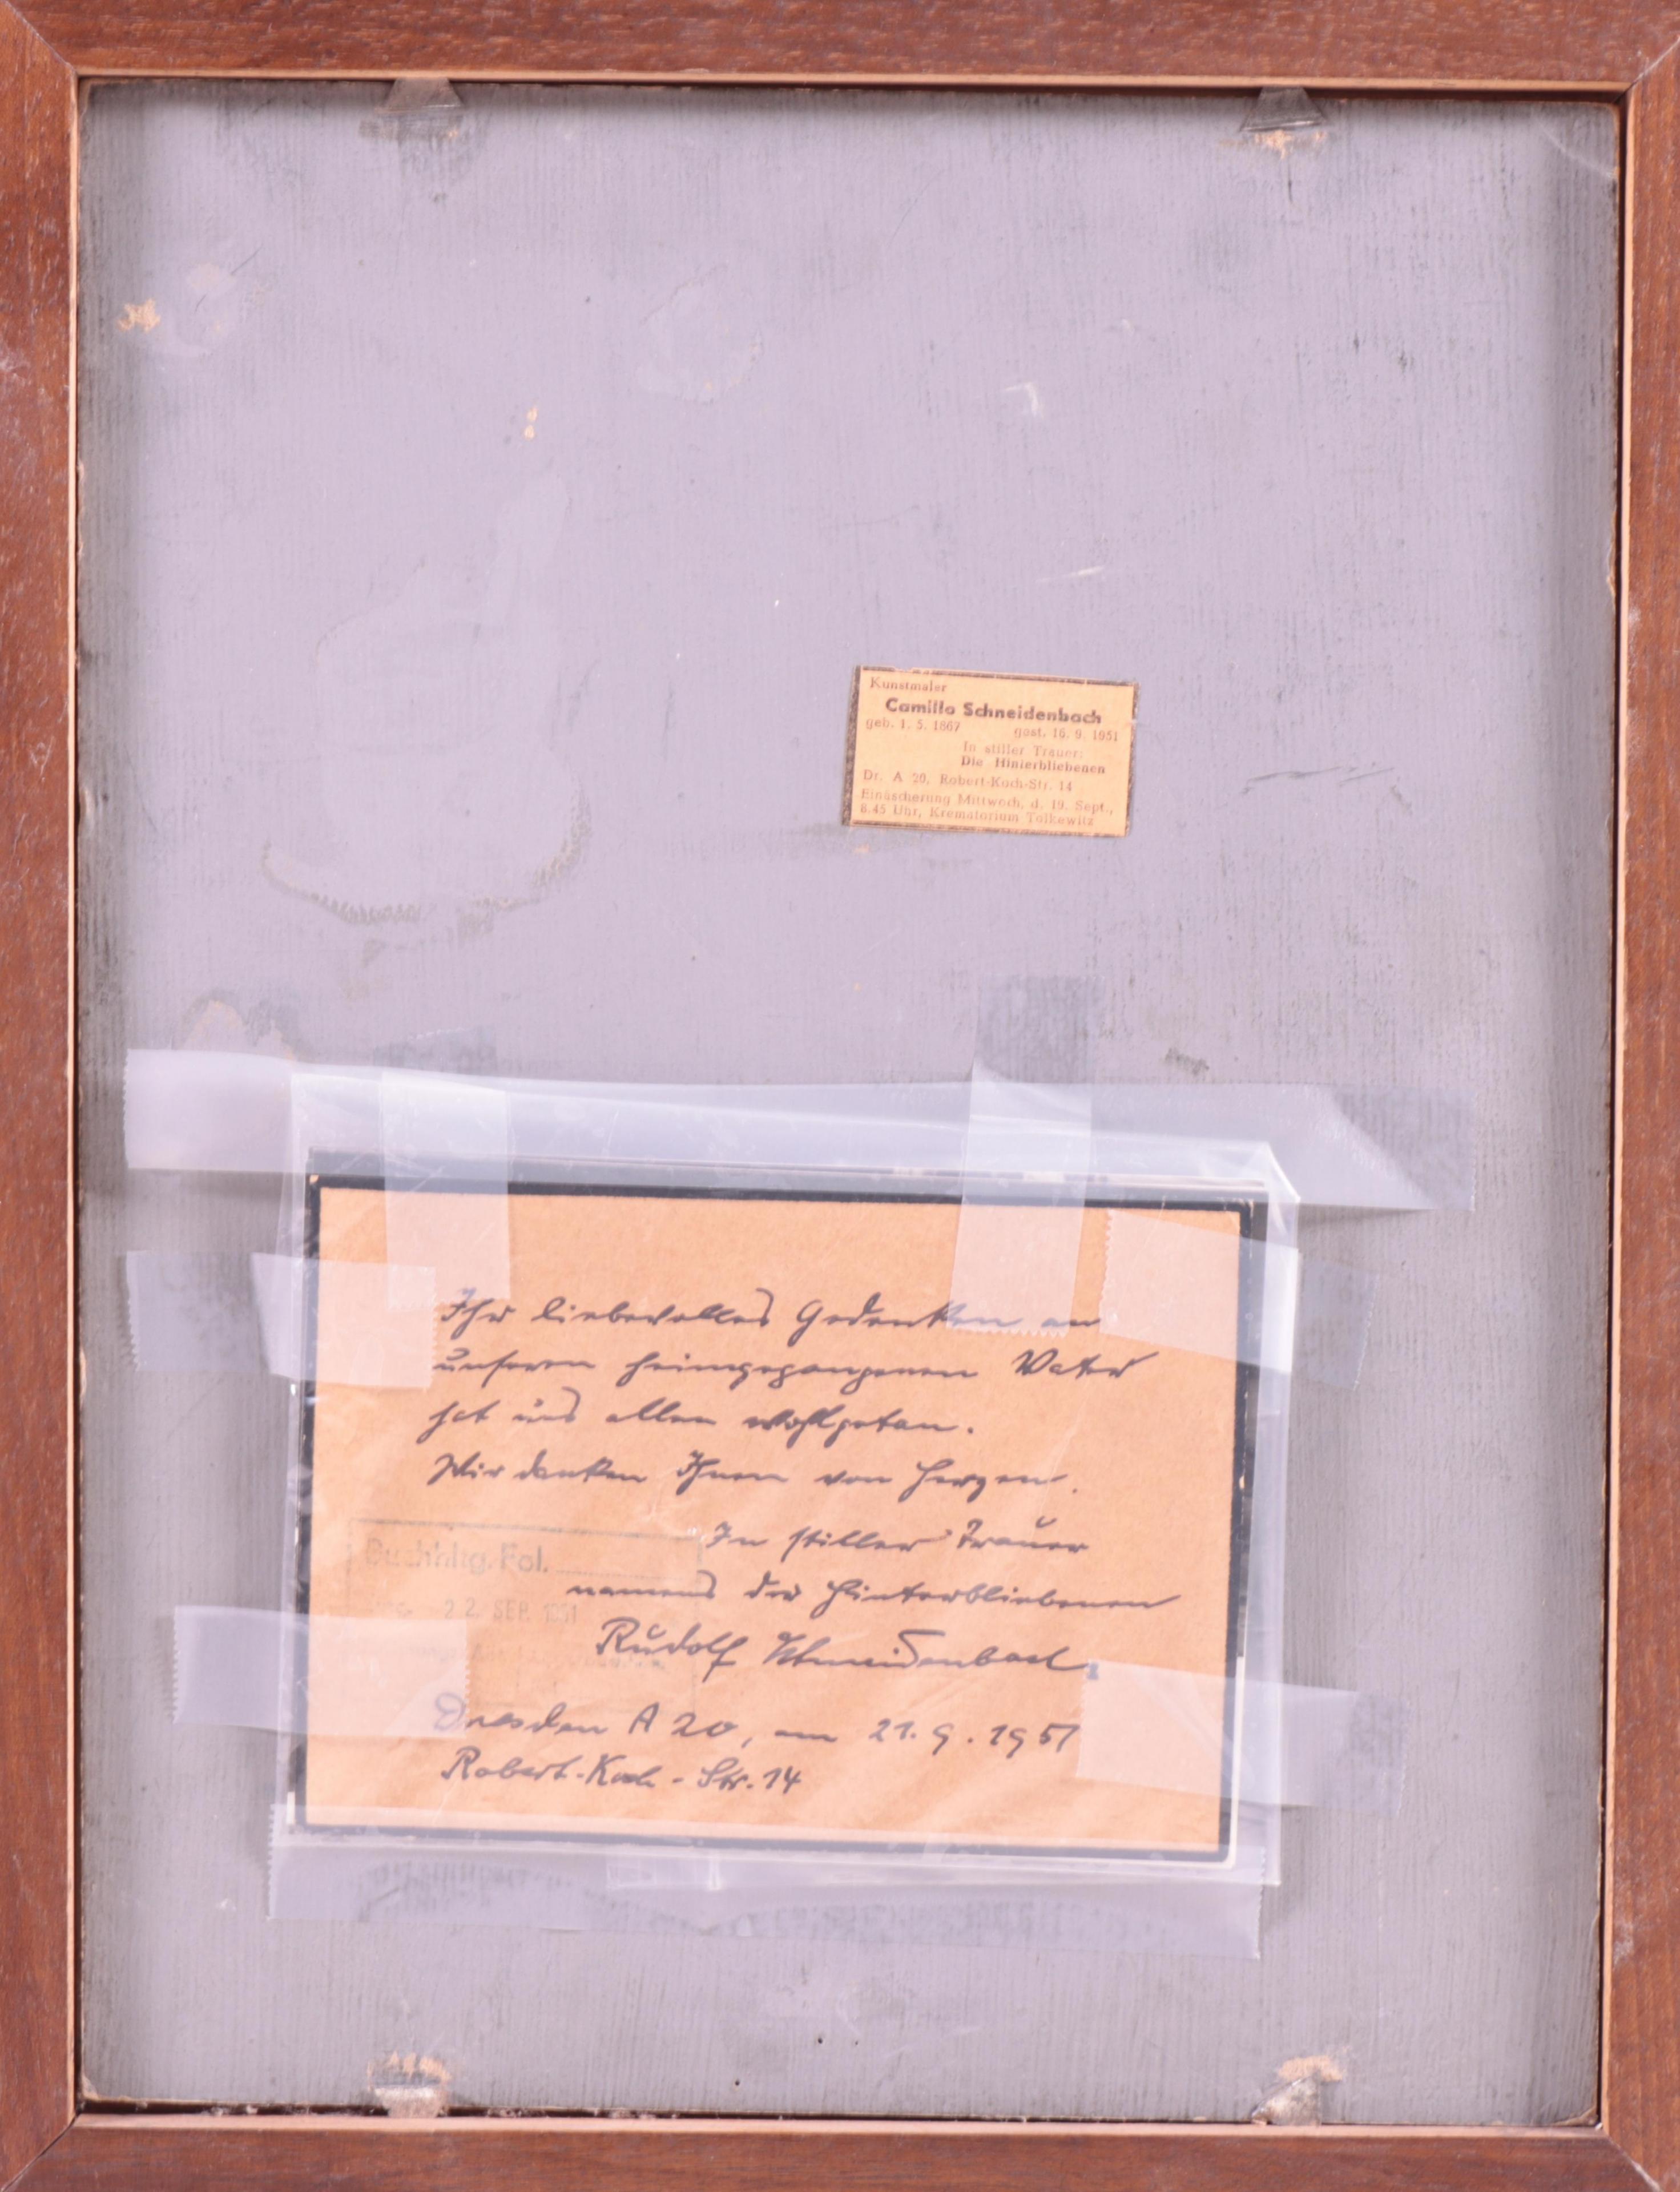 Kunstmaler
Camillo Schneidenbach
geb. 1. 5. 1867 gest. 16. 9. 1951
In stiller Trauer:
Die Hinterbliebenen
Dr. A 20, Robert-Koch-Str. 14
Einäscherung Mittwoch, d. 19. Sept.,
8.45 Uhr, Krematorium Tolkewitz
Ihr liebevolles Gedenken an
unseren heimgegangenen Vater
hat uns allen wohlgetan.
Wir danken Ihnen von Herzen.
In stiller Trauer
namens der Hinterbliebenen
Rudolf Schneidenbach
Dresden A 20, am 21.9.1951
Robert-Koch-Str. 14
Buchhltg. Fol.
22. SEP. 1951